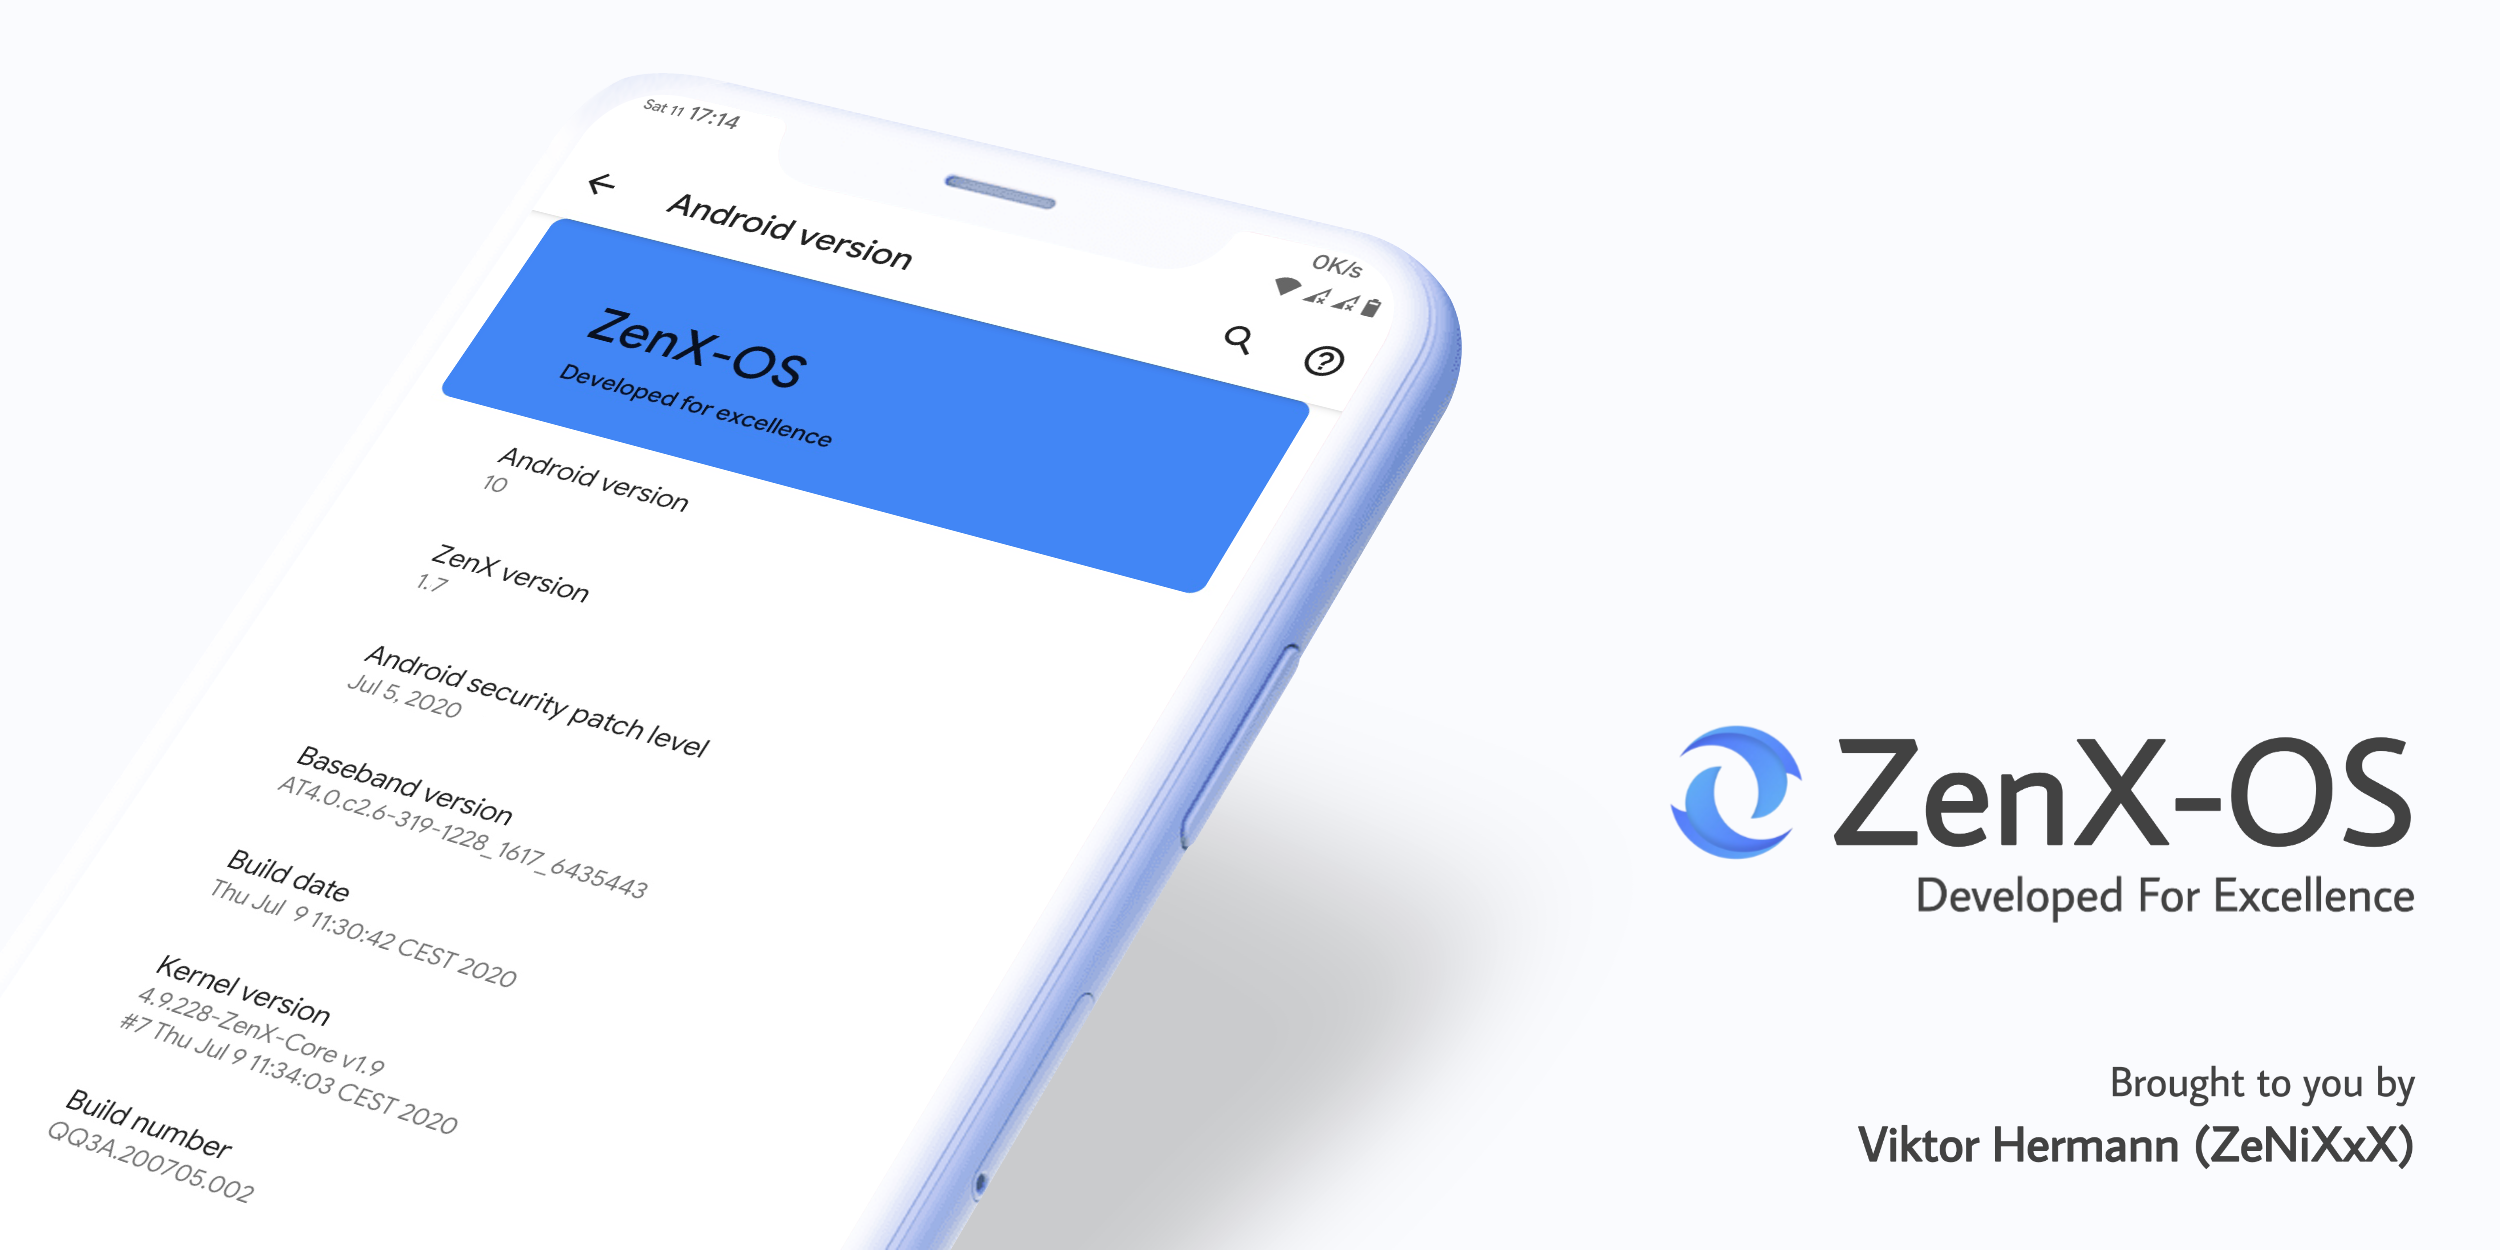 Sat 11 17:14
0K/s
Android version
ZenX-OS
Developed for excellence
Android version
10
ZenX version
1.7
Android security patch level
Jul 5, 2020
Baseband version
AT4.0.c2.6-319-1228_1617_6435443
Build date
Thu Jul  9 11:30:42 CEST 2020
Kernel version
4.9.228-ZenX-Core v1.9
#7 Thu Jul 9 11:34:03 CEST 2020
Build number
QQ3A.200705.002
ZenX-OS
Developed For Excellence
Brought to you by
Viktor Hermann (ZeNiXxX)